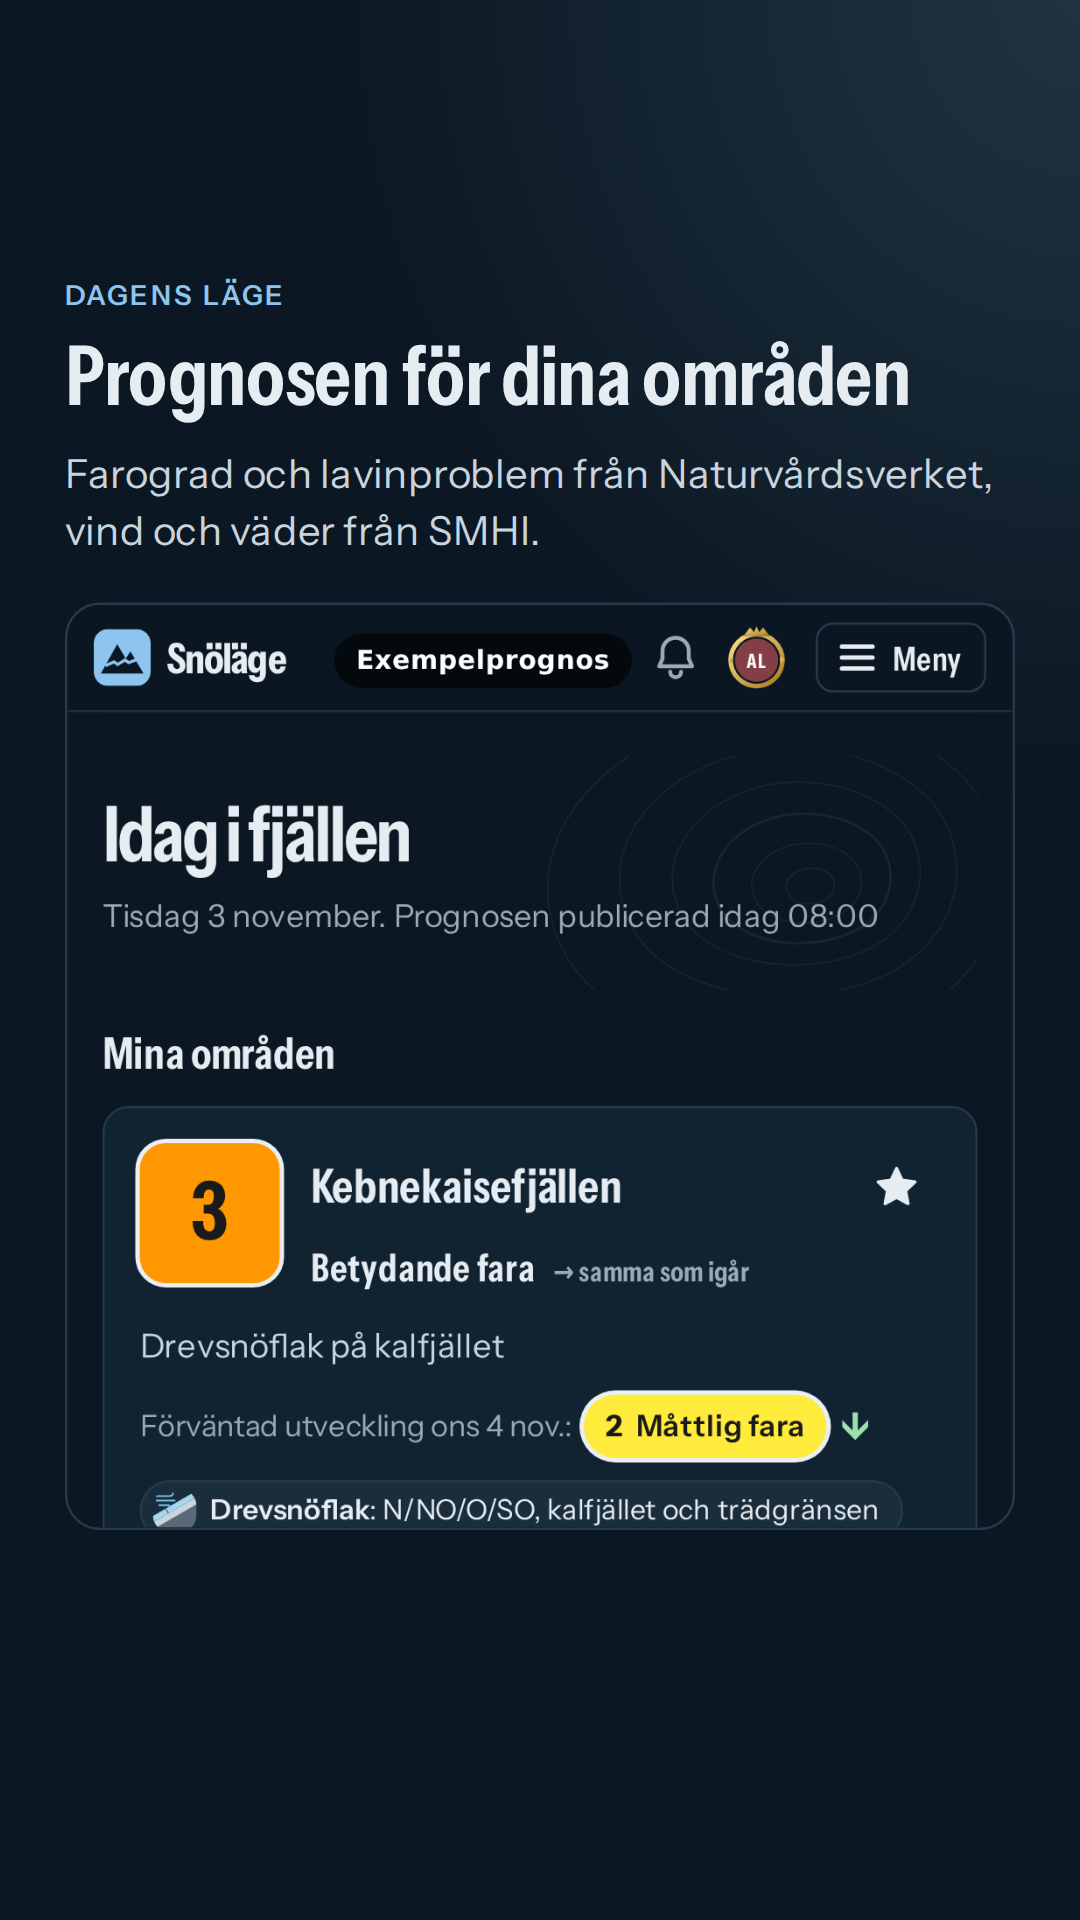 DAGENS LÄGE
Prognosen för dina områden
Farograd och lavinproblem från Naturvårdsverket,
vind och väder från SMHI.
Snöläge Exempelprognos AL Meny
Idag i fjällen
Tisdag 3 november. Prognosen publicerad idag 08:00
Mina områden
3 Kebnekaisefjällen
Betydande fara → samma som igår
Drevsnöflak på kalfjället
Förväntad utveckling ons 4 nov.: 2 Måttlig fara ↓
Drevsnöflak: N/NO/O/SO, kalfjället och trädgränsen